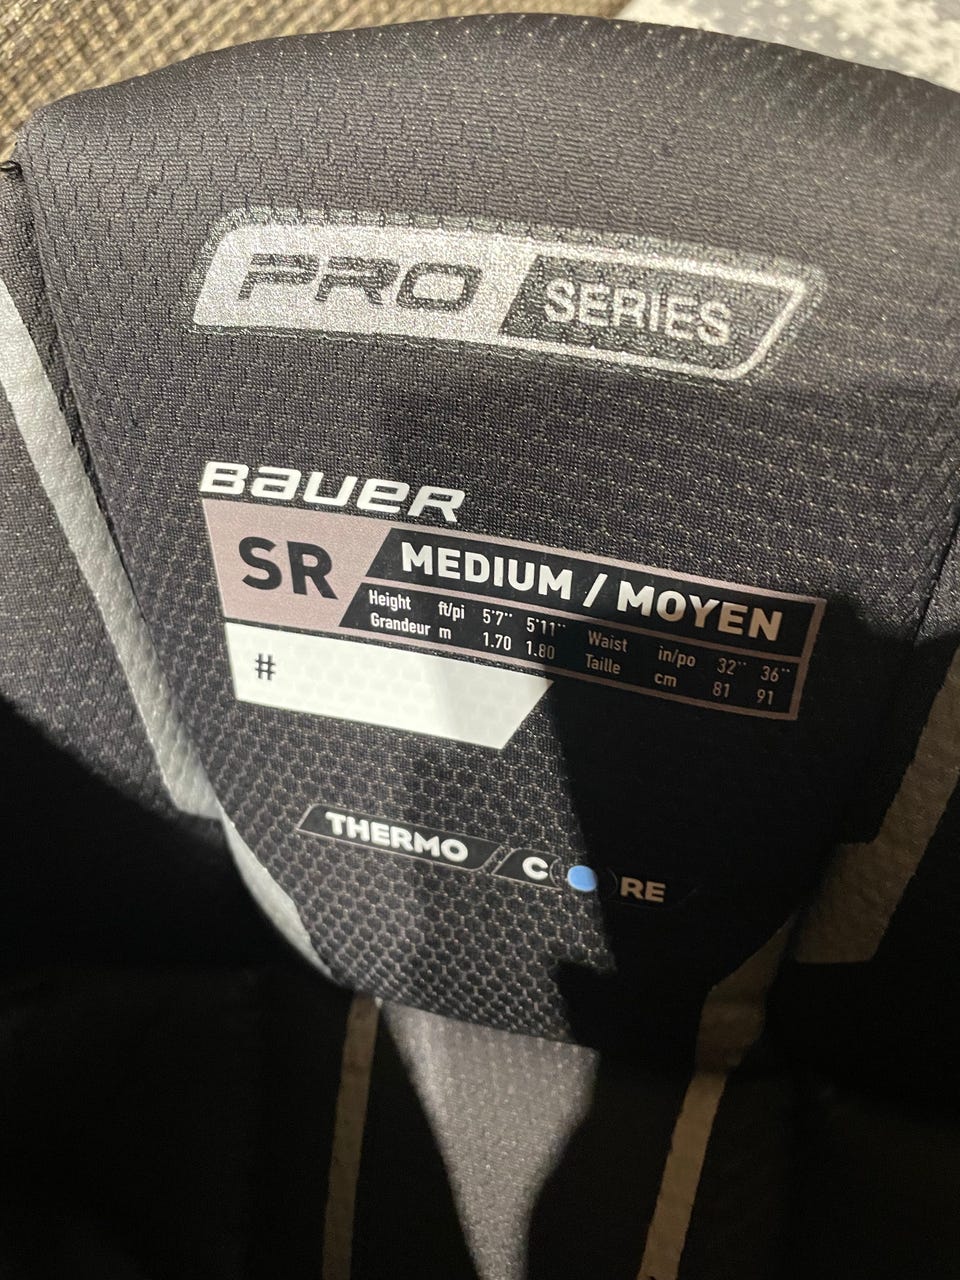 PRO SERIES
BAUER
SR MEDIUM / MOYEN
Height ft/pi 5'7'' 5'11'' Waist in/po 32'' 36''
Grandeur m 1.70 1.80 Taille cm 81 91
#
THERMO CORE